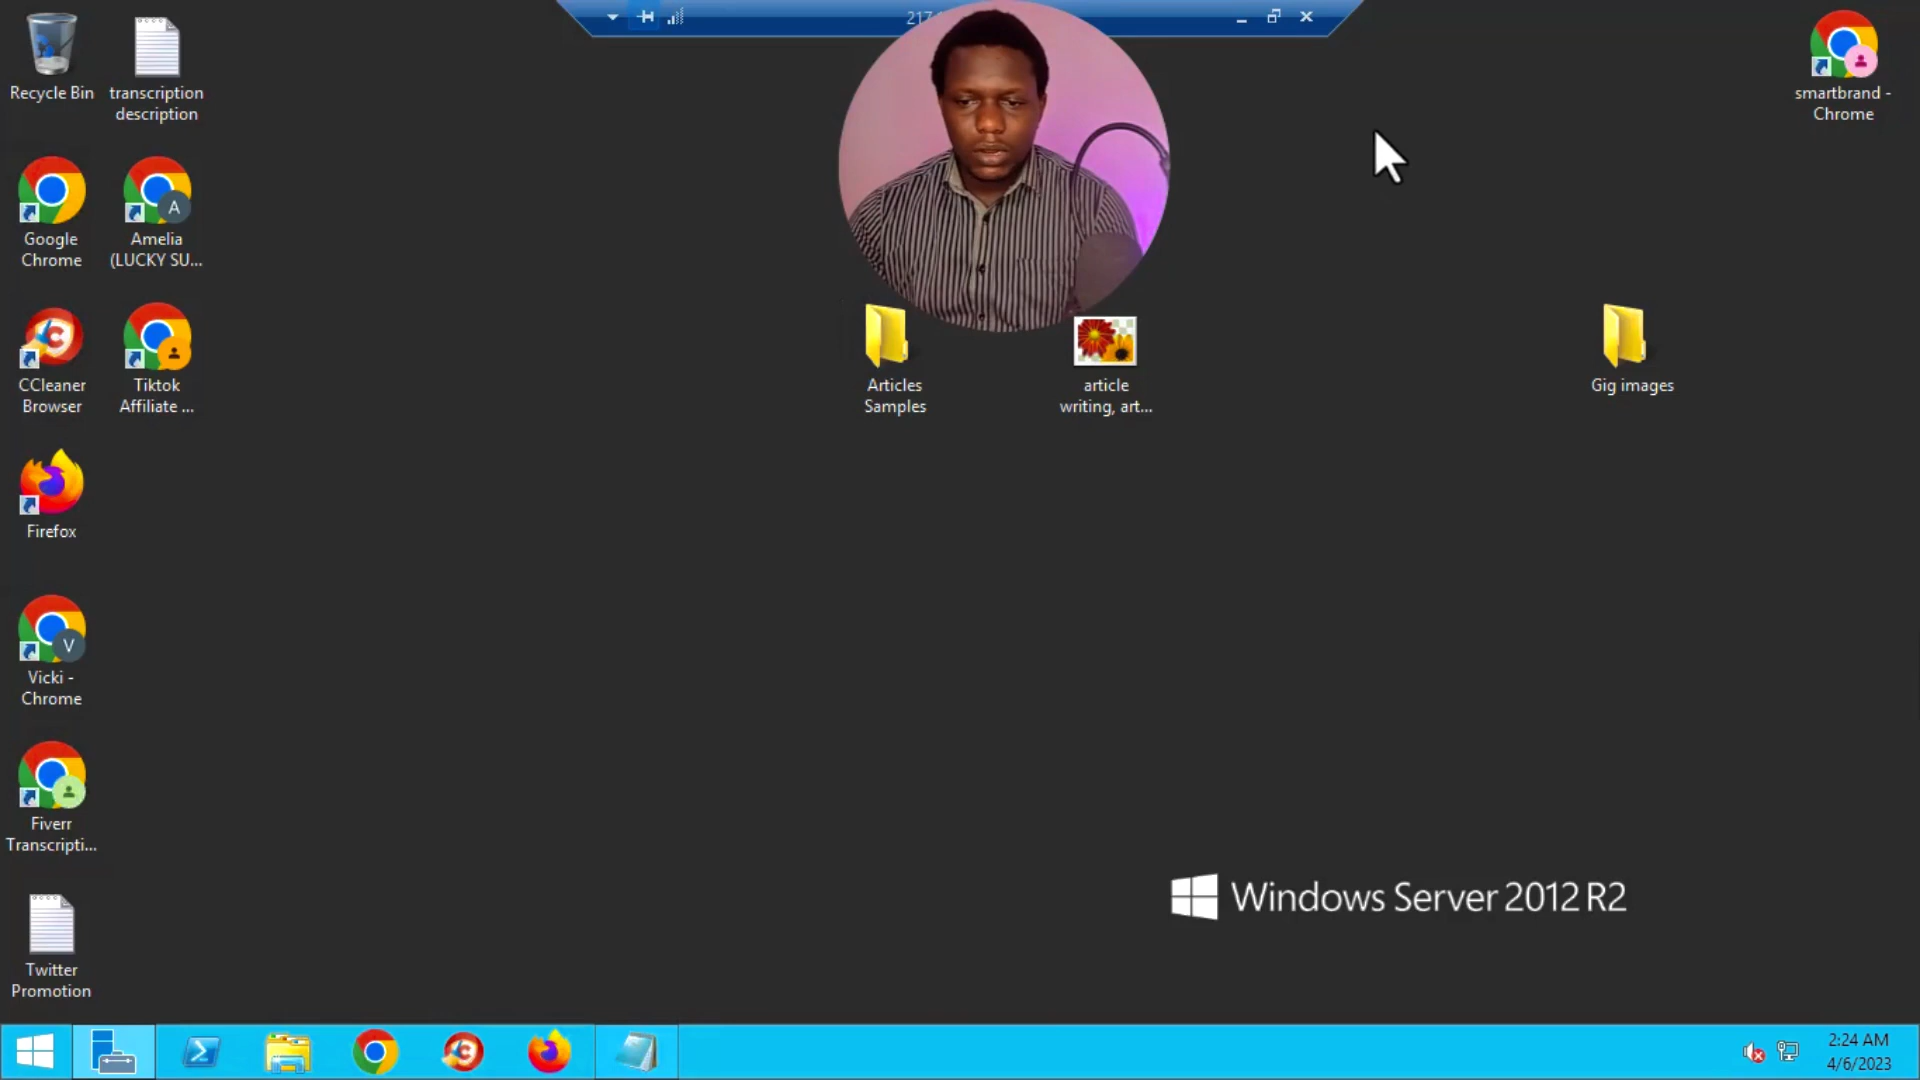 217
Recycle Bin
transcription
description
smartbrand -
Chrome
Google
Chrome
A
Amelia
(LUCKY SU...
CCleaner
Browser
Tiktok
Affiliate ...
Articles
Samples
article
writing, art...
Gig images
Firefox
V
Vicki -
Chrome
Fiverr
Transcripti...
Windows Server 2012 R2
Twitter
Promotion
2:24 AM
4/6/2023